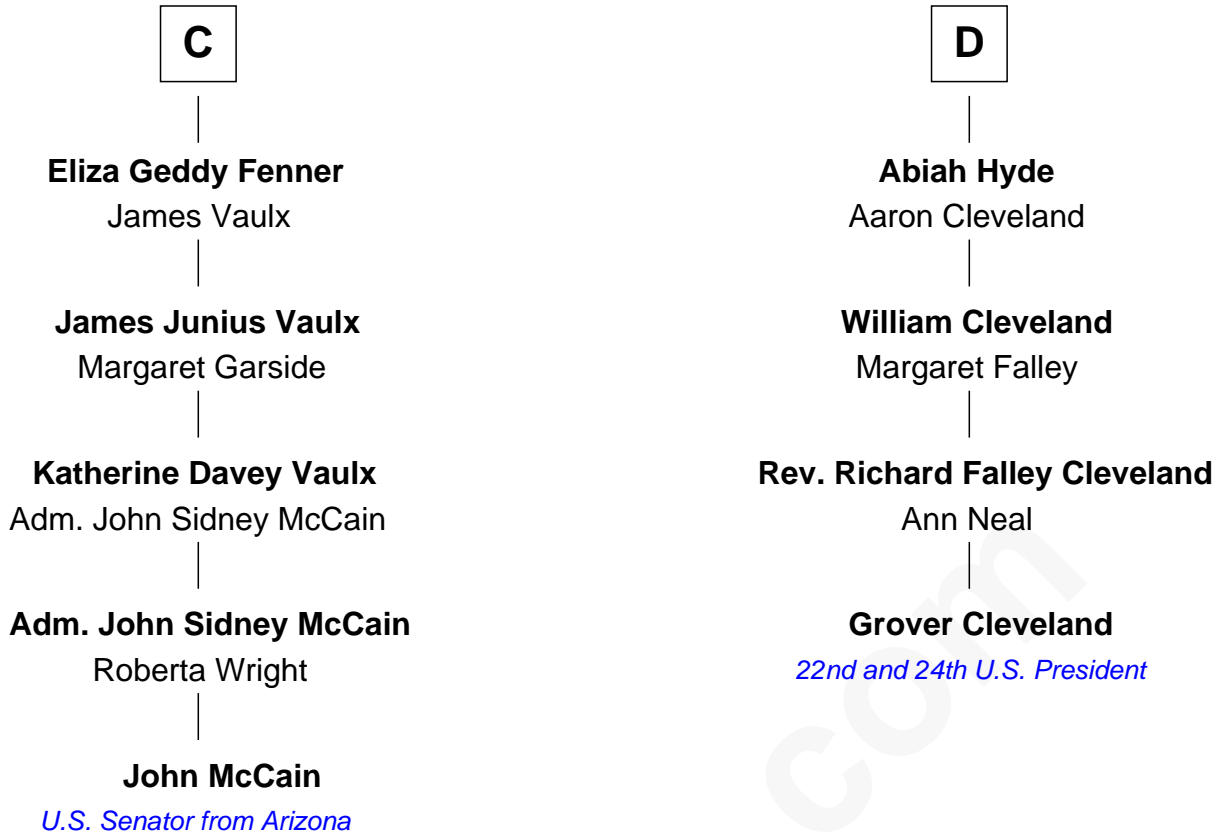 C
Eliza Geddy Fenner
James Vaulx
James Junius Vaulx
Margaret Garside
Katherine Davey Vaulx
Adm. John Sidney McCain
Adm. John Sidney McCain
Roberta Wright
John McCain
U.S. Senator from Arizona
D
Abiah Hyde
Aaron Cleveland
William Cleveland
Margaret Falley
Rev. Richard Falley Cleveland
Ann Neal
Grover Cleveland
22nd and 24th U.S. President
com